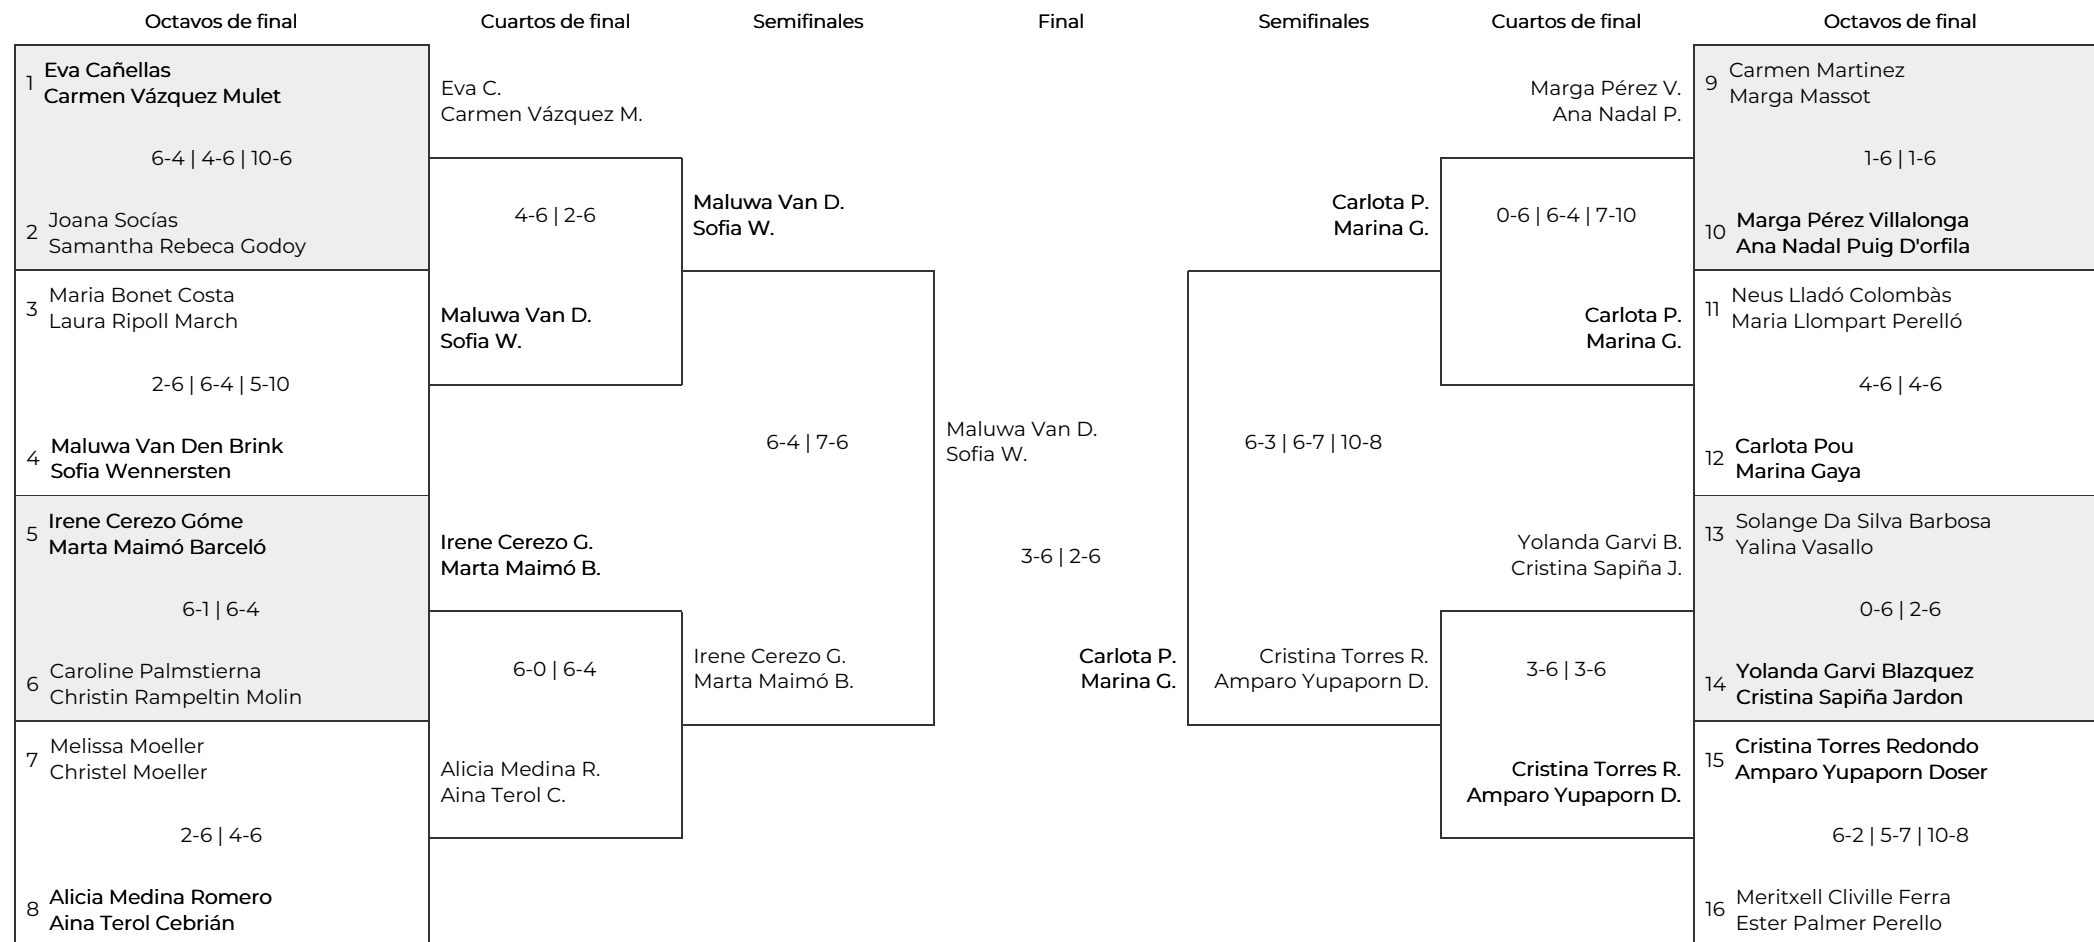 Octavos de final
Cuartos de final
Semifinales
Final
Semifinales
Cuartos de final
Octavos de final
1
Eva Cañellas
Carmen Vázquez Mulet
6-4 | 4-6 | 10-6
2
Joana Socías
Samantha Rebeca Godoy
3
Maria Bonet Costa
Laura Ripoll March
2-6 | 6-4 | 5-10
4
Maluwa Van Den Brink
Sofia Wennersten
5
Irene Cerezo Góme
Marta Maimó Barceló
6-1 | 6-4
6
Caroline Palmstierna
Christin Rampeltin Molin
7
Melissa Moeller
Christel Moeller
2-6 | 4-6
8
Alicia Medina Romero
Aina Terol Cebrián
Eva C.
Carmen Vázquez M.
4-6 | 2-6
Maluwa Van D.
Sofia W.
Irene Cerezo G.
Marta Maimó B.
6-0 | 6-4
Alicia Medina R.
Aina Terol C.
Maluwa Van D.
Sofia W.
6-4 | 7-6
Irene Cerezo G.
Marta Maimó B.
Maluwa Van D.
Sofia W.
3-6 | 2-6
Carlota P.
Marina G.
Carlota P.
Marina G.
6-3 | 6-7 | 10-8
Cristina Torres R.
Amparo Yupaporn D.
Marga Pérez V.
Ana Nadal P.
0-6 | 6-4 | 7-10
Carlota P.
Marina G.
Yolanda Garvi B.
Cristina Sapiña J.
3-6 | 3-6
Cristina Torres R.
Amparo Yupaporn D.
9
Carmen Martinez
Marga Massot
1-6 | 1-6
10
Marga Pérez Villalonga
Ana Nadal Puig D'orfila
11
Neus Lladó Colombàs
Maria Llompart Perelló
4-6 | 4-6
12
Carlota Pou
Marina Gaya
13
Solange Da Silva Barbosa
Yalina Vasallo
0-6 | 2-6
14
Yolanda Garvi Blazquez
Cristina Sapiña Jardon
15
Cristina Torres Redondo
Amparo Yupaporn Doser
6-2 | 5-7 | 10-8
16
Meritxell Cliville Ferra
Ester Palmer Perello